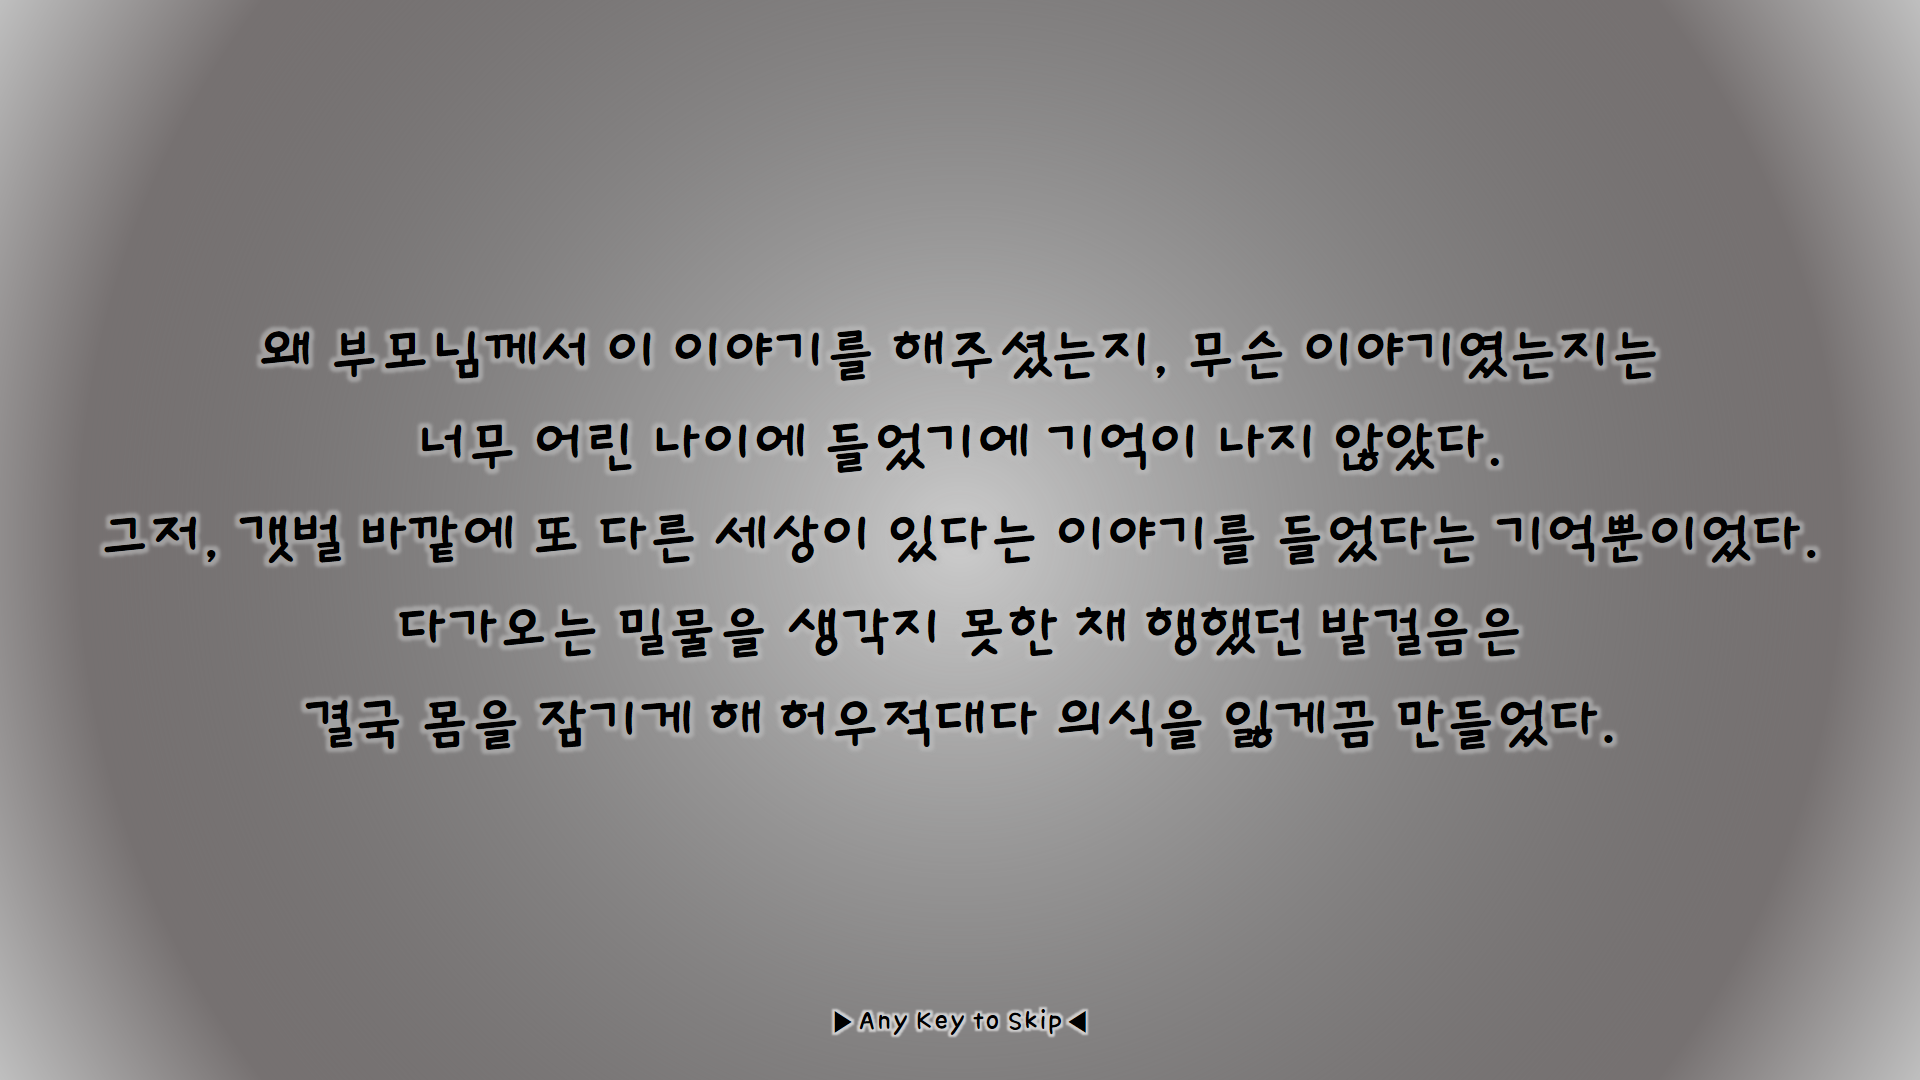 왜 부모님께서 이 이야기를 해주셨는지, 무슨 이야기였는지는
너무 어린 나이에 들었기에 기억이 나지 않았다.
그저, 갯벌 바깥에 또 다른 세상이 있다는 이야기를 들었다는 기억뿐이었다.
다가오는 밀물을 생각지 못한 채 행했던 발걸음은
결국 몸을 잠기게 해 허우적대다 의식을 잃게끔 만들었다.
▶Any Key to Skip◀